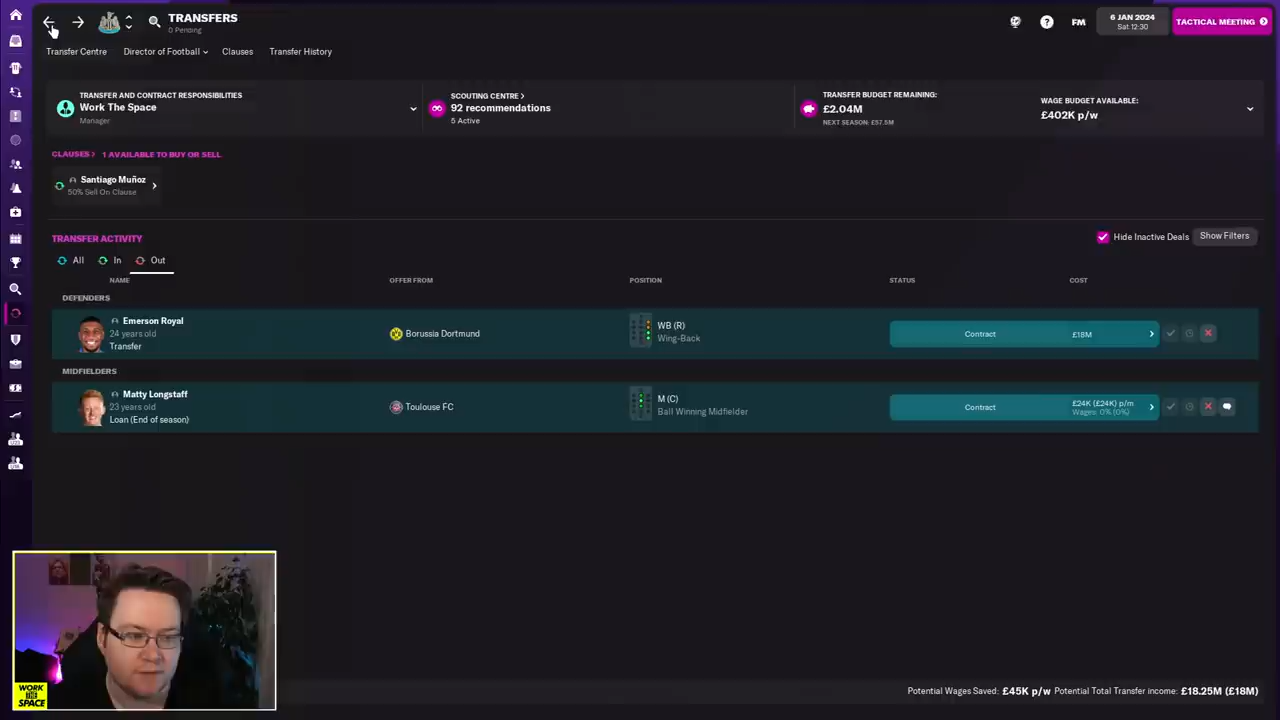 TRANSFERS
0 Pending
FM
6 JAN 2024
Sat 12:30
TACTICAL MEETING
Transfer Centre
Director of Football
Clauses
Transfer History
TRANSFER AND CONTRACT RESPONSIBILITIES
Work The Space
Manager
SCOUTING CENTRE >
92 recommendations
5 Active
TRANSFER BUDGET REMAINING:
£2.04M
NEXT SEASON: £57.5M
WAGE BUDGET AVAILABLE:
£402K p/w
CLAUSES > 1 AVAILABLE TO BUY OR SELL
Santiago Muñoz
50% Sell On Clause
TRANSFER ACTIVITY
Hide Inactive Deals
Show Filters
All
In
Out
NAME
OFFER FROM
POSITION
STATUS
COST
DEFENDERS
Emerson Royal
24 years old
Transfer
Borussia Dortmund
WB (R)
Wing-Back
Contract
£18M
MIDFIELDERS
Matty Longstaff
23 years old
Loan (End of season)
Toulouse FC
M (C)
Ball Winning Midfielder
Contract
£24K (£24K) p/m
Wages: 0% (0%)
WORK
THE
SPACE
Potential Wages Saved: £45K p/w Potential Total Transfer income: £18.25M (£18M)